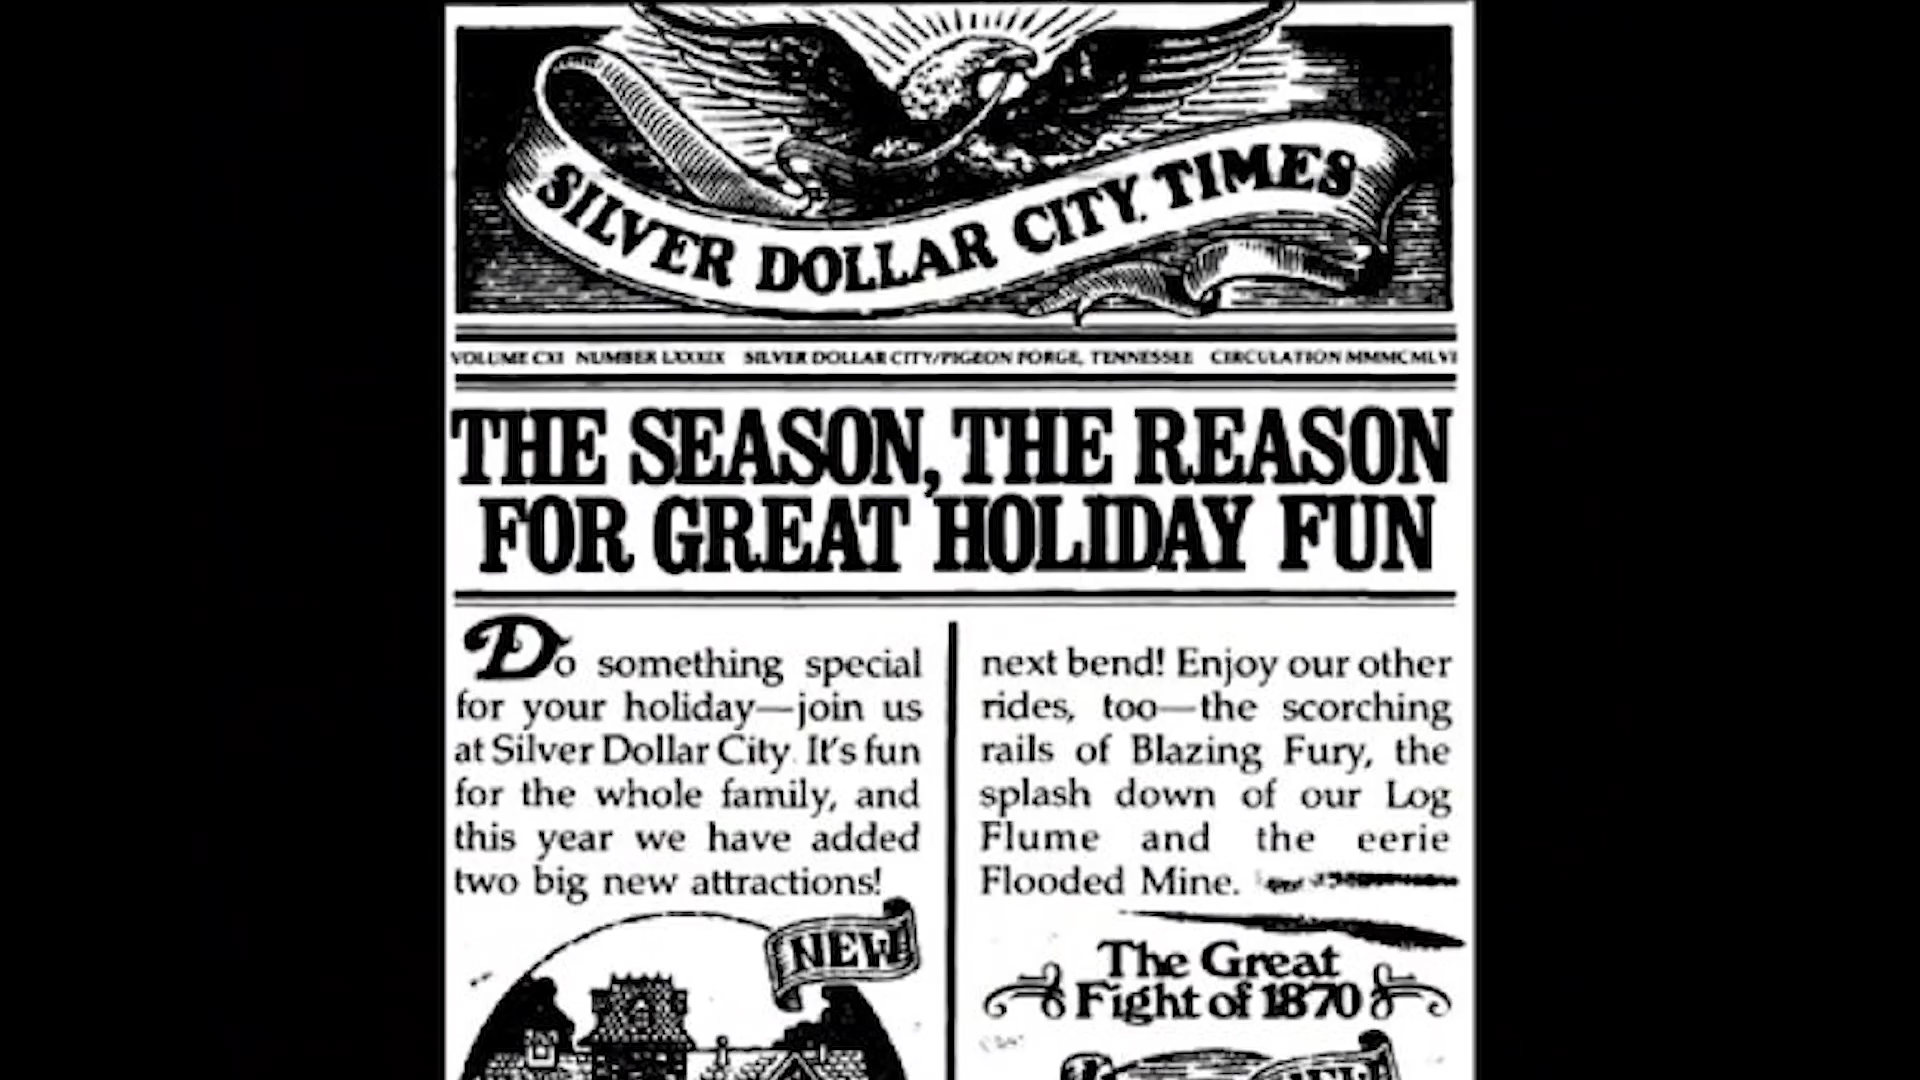 SILVER DOLLAR CITY TIMES
VOLUME CXI NUMBER LXXXIX SILVER DOLLAR CITY/PIGEON FORGE, TENNESSEE CIRCULATION MMMCMLVI
THE SEASON, THE REASON
FOR GREAT HOLIDAY FUN
Do something special
for your holiday—join us
at Silver Dollar City. It's fun
for the whole family, and
this year we have added
two big new attractions!
NEW
next bend! Enjoy our other
rides, too—the scorching
rails of Blazing Fury, the
splash down of our Log
Flume and the eerie
Flooded Mine.
The Great
Fight of 1870